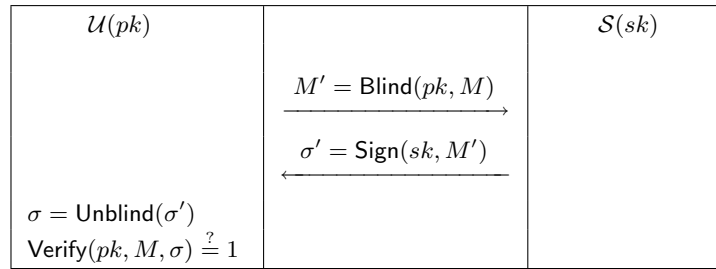 𝒰(pk) 𝒮(sk)
M′ = Blind(pk, M)
σ′ = Sign(sk, M′)
σ = Unblind(σ′)
Verify(pk, M, σ) ≟ 1